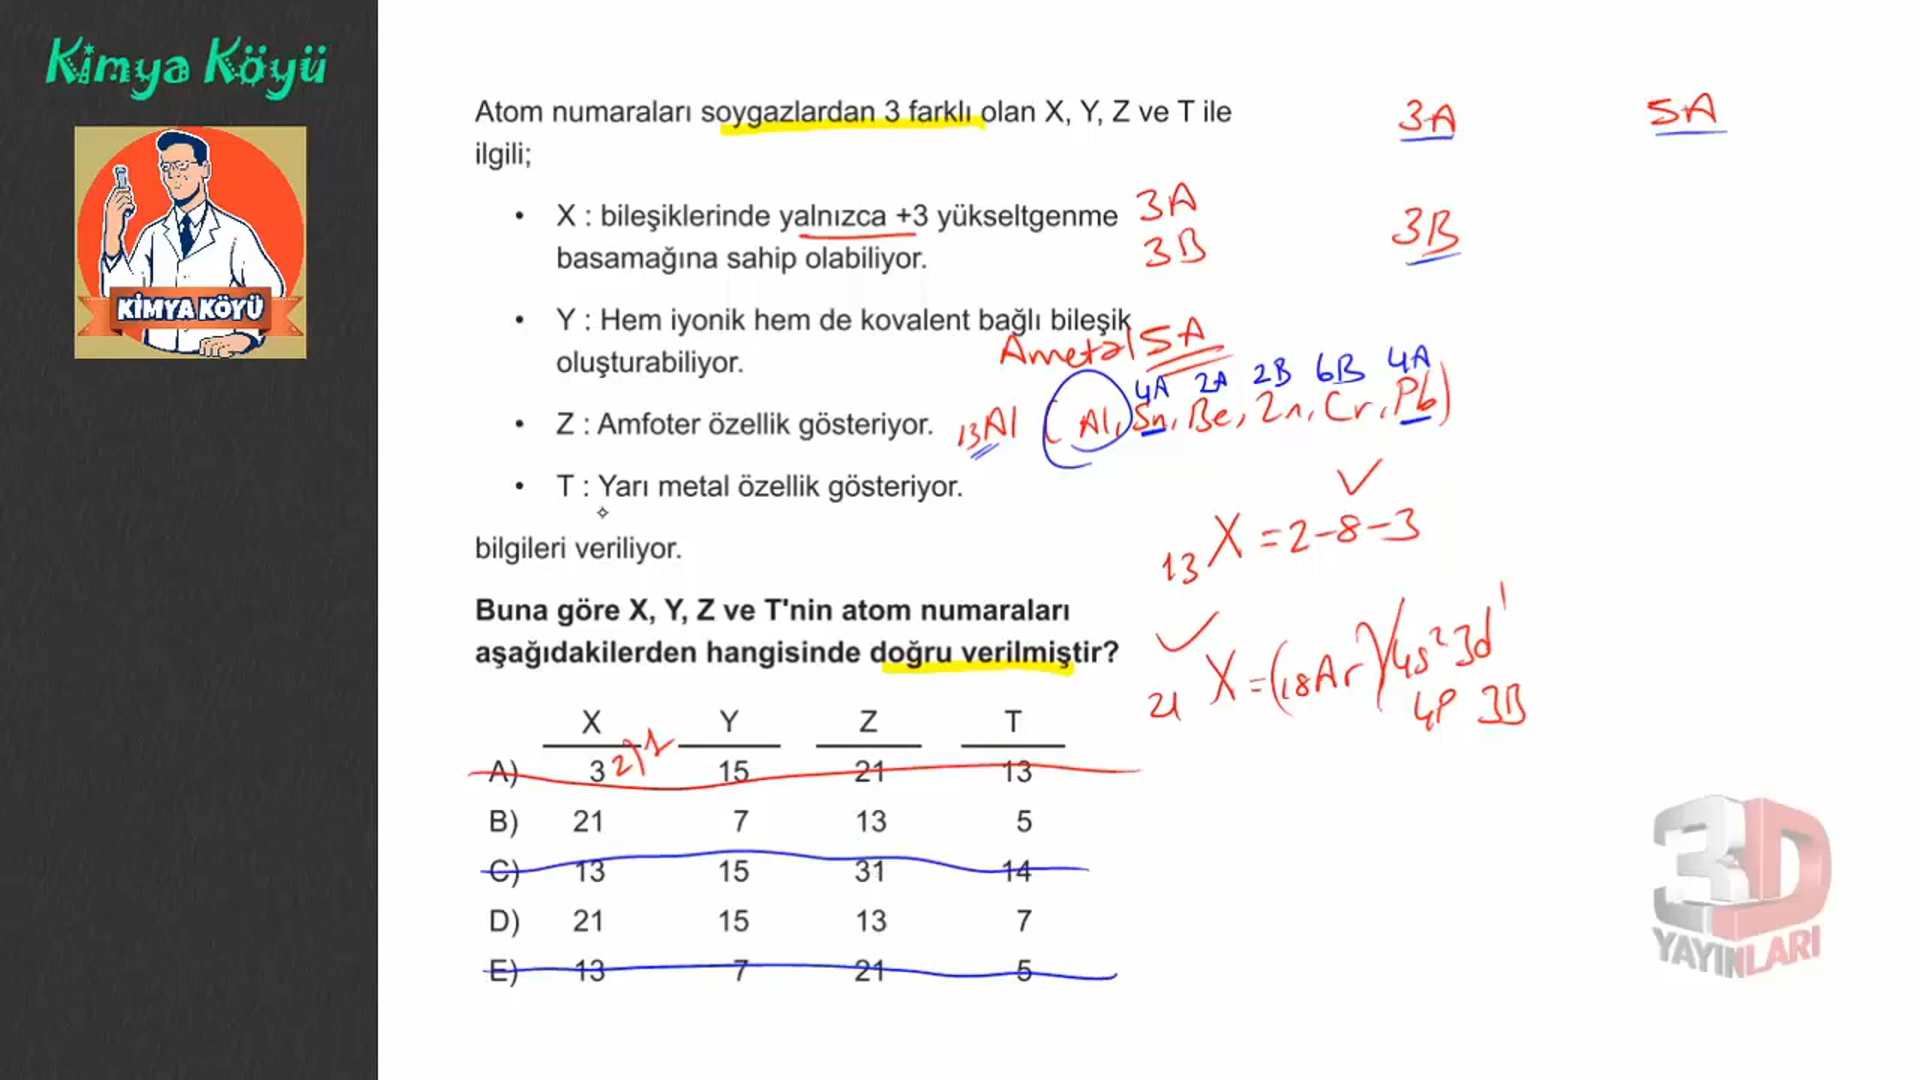 Kimya Köyü
KİMYA KÖYÜ
Atom numaraları soygazlardan 3 farklı olan X, Y, Z ve T ile
ilgili;
3A
5A
• X : bileşiklerinde yalnızca +3 yükseltgenme
basamağına sahip olabiliyor.
3A
3B
3B
• Y : Hem iyonik hem de kovalent bağlı bileşik
oluşturabiliyor.
Ametal 5A
4A 2A 2B 6B 4A
• Z : Amfoter özellik gösteriyor.
13Al (Al, Sn, Be, Zn, Cr, Pb)
• T : Yarı metal özellik gösteriyor.
bilgileri veriliyor.
13X = 2-8-3
Buna göre X, Y, Z ve T'nin atom numaraları
aşağıdakilerden hangisinde doğru verilmiştir?
21X = (18Ar) 4s² 3d¹
4P 3B
X Y Z T
A) 3 2)1 15 21 13
B) 21 7 13 5
C) 13 15 31 14
D) 21 15 13 7
E) 13 7 21 5
3D
YAYINLARI